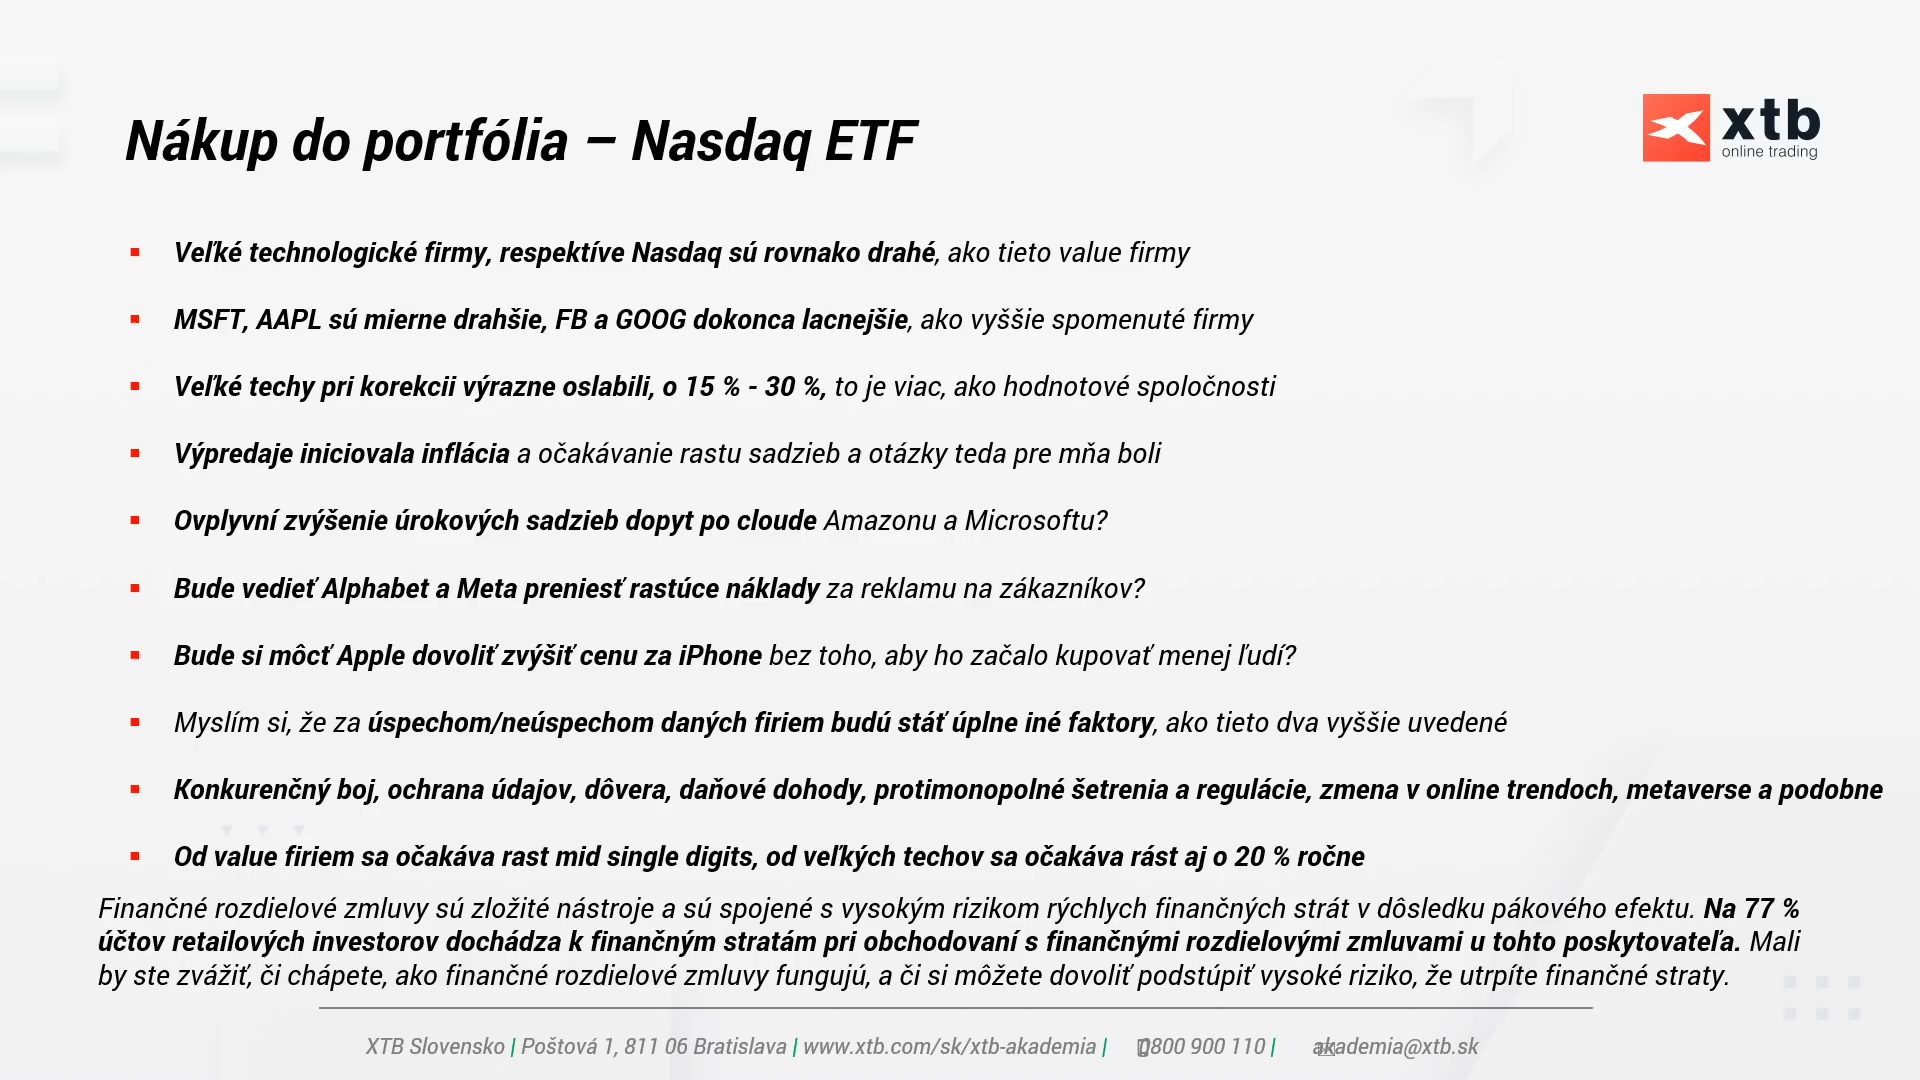 Nákup do portfólia – Nasdaq ETF
xtb
online trading
Veľké technologické firmy, respektíve Nasdaq sú rovnako drahé, ako tieto value firmy
MSFT, AAPL sú mierne drahšie, FB a GOOG dokonca lacnejšie, ako vyššie spomenuté firmy
Veľké techy pri korekcii výrazne oslabili, o 15 % - 30 %, to je viac, ako hodnotové spoločnosti
Výpredaje iniciovala inflácia a očakávanie rastu sadzieb a otázky teda pre mňa boli
Ovplyvní zvýšenie úrokových sadzieb dopyt po cloude Amazonu a Microsoftu?
Bude vedieť Alphabet a Meta preniesť rastúce náklady za reklamu na zákazníkov?
Bude si môcť Apple dovoliť zvýšiť cenu za iPhone bez toho, aby ho začalo kupovať menej ľudí?
Myslím si, že za úspechom/neúspechom daných firiem budú stáť úplne iné faktory, ako tieto dva vyššie uvedené
Konkurenčný boj, ochrana údajov, dôvera, daňové dohody, protimonopolné šetrenia a regulácie, zmena v online trendoch, metaverse a podobne
Od value firiem sa očakáva rast mid single digits, od veľkých techov sa očakáva rást aj o 20 % ročne
Finančné rozdielové zmluvy sú zložité nástroje a sú spojené s vysokým rizikom rýchlych finančných strát v dôsledku pákového efektu. Na 77 %
účtov retailových investorov dochádza k finančným stratám pri obchodovaní s finančnými rozdielovými zmluvami u tohto poskytovateľa. Mali
by ste zvážiť, či chápete, ako finančné rozdielové zmluvy fungujú, a či si môžete dovoliť podstúpiť vysoké riziko, že utrpíte finančné straty.
XTB Slovensko | Poštová 1, 811 06 Bratislava | www.xtb.com/sk/xtb-akademia | 0800 900 110 | akademia@xtb.sk